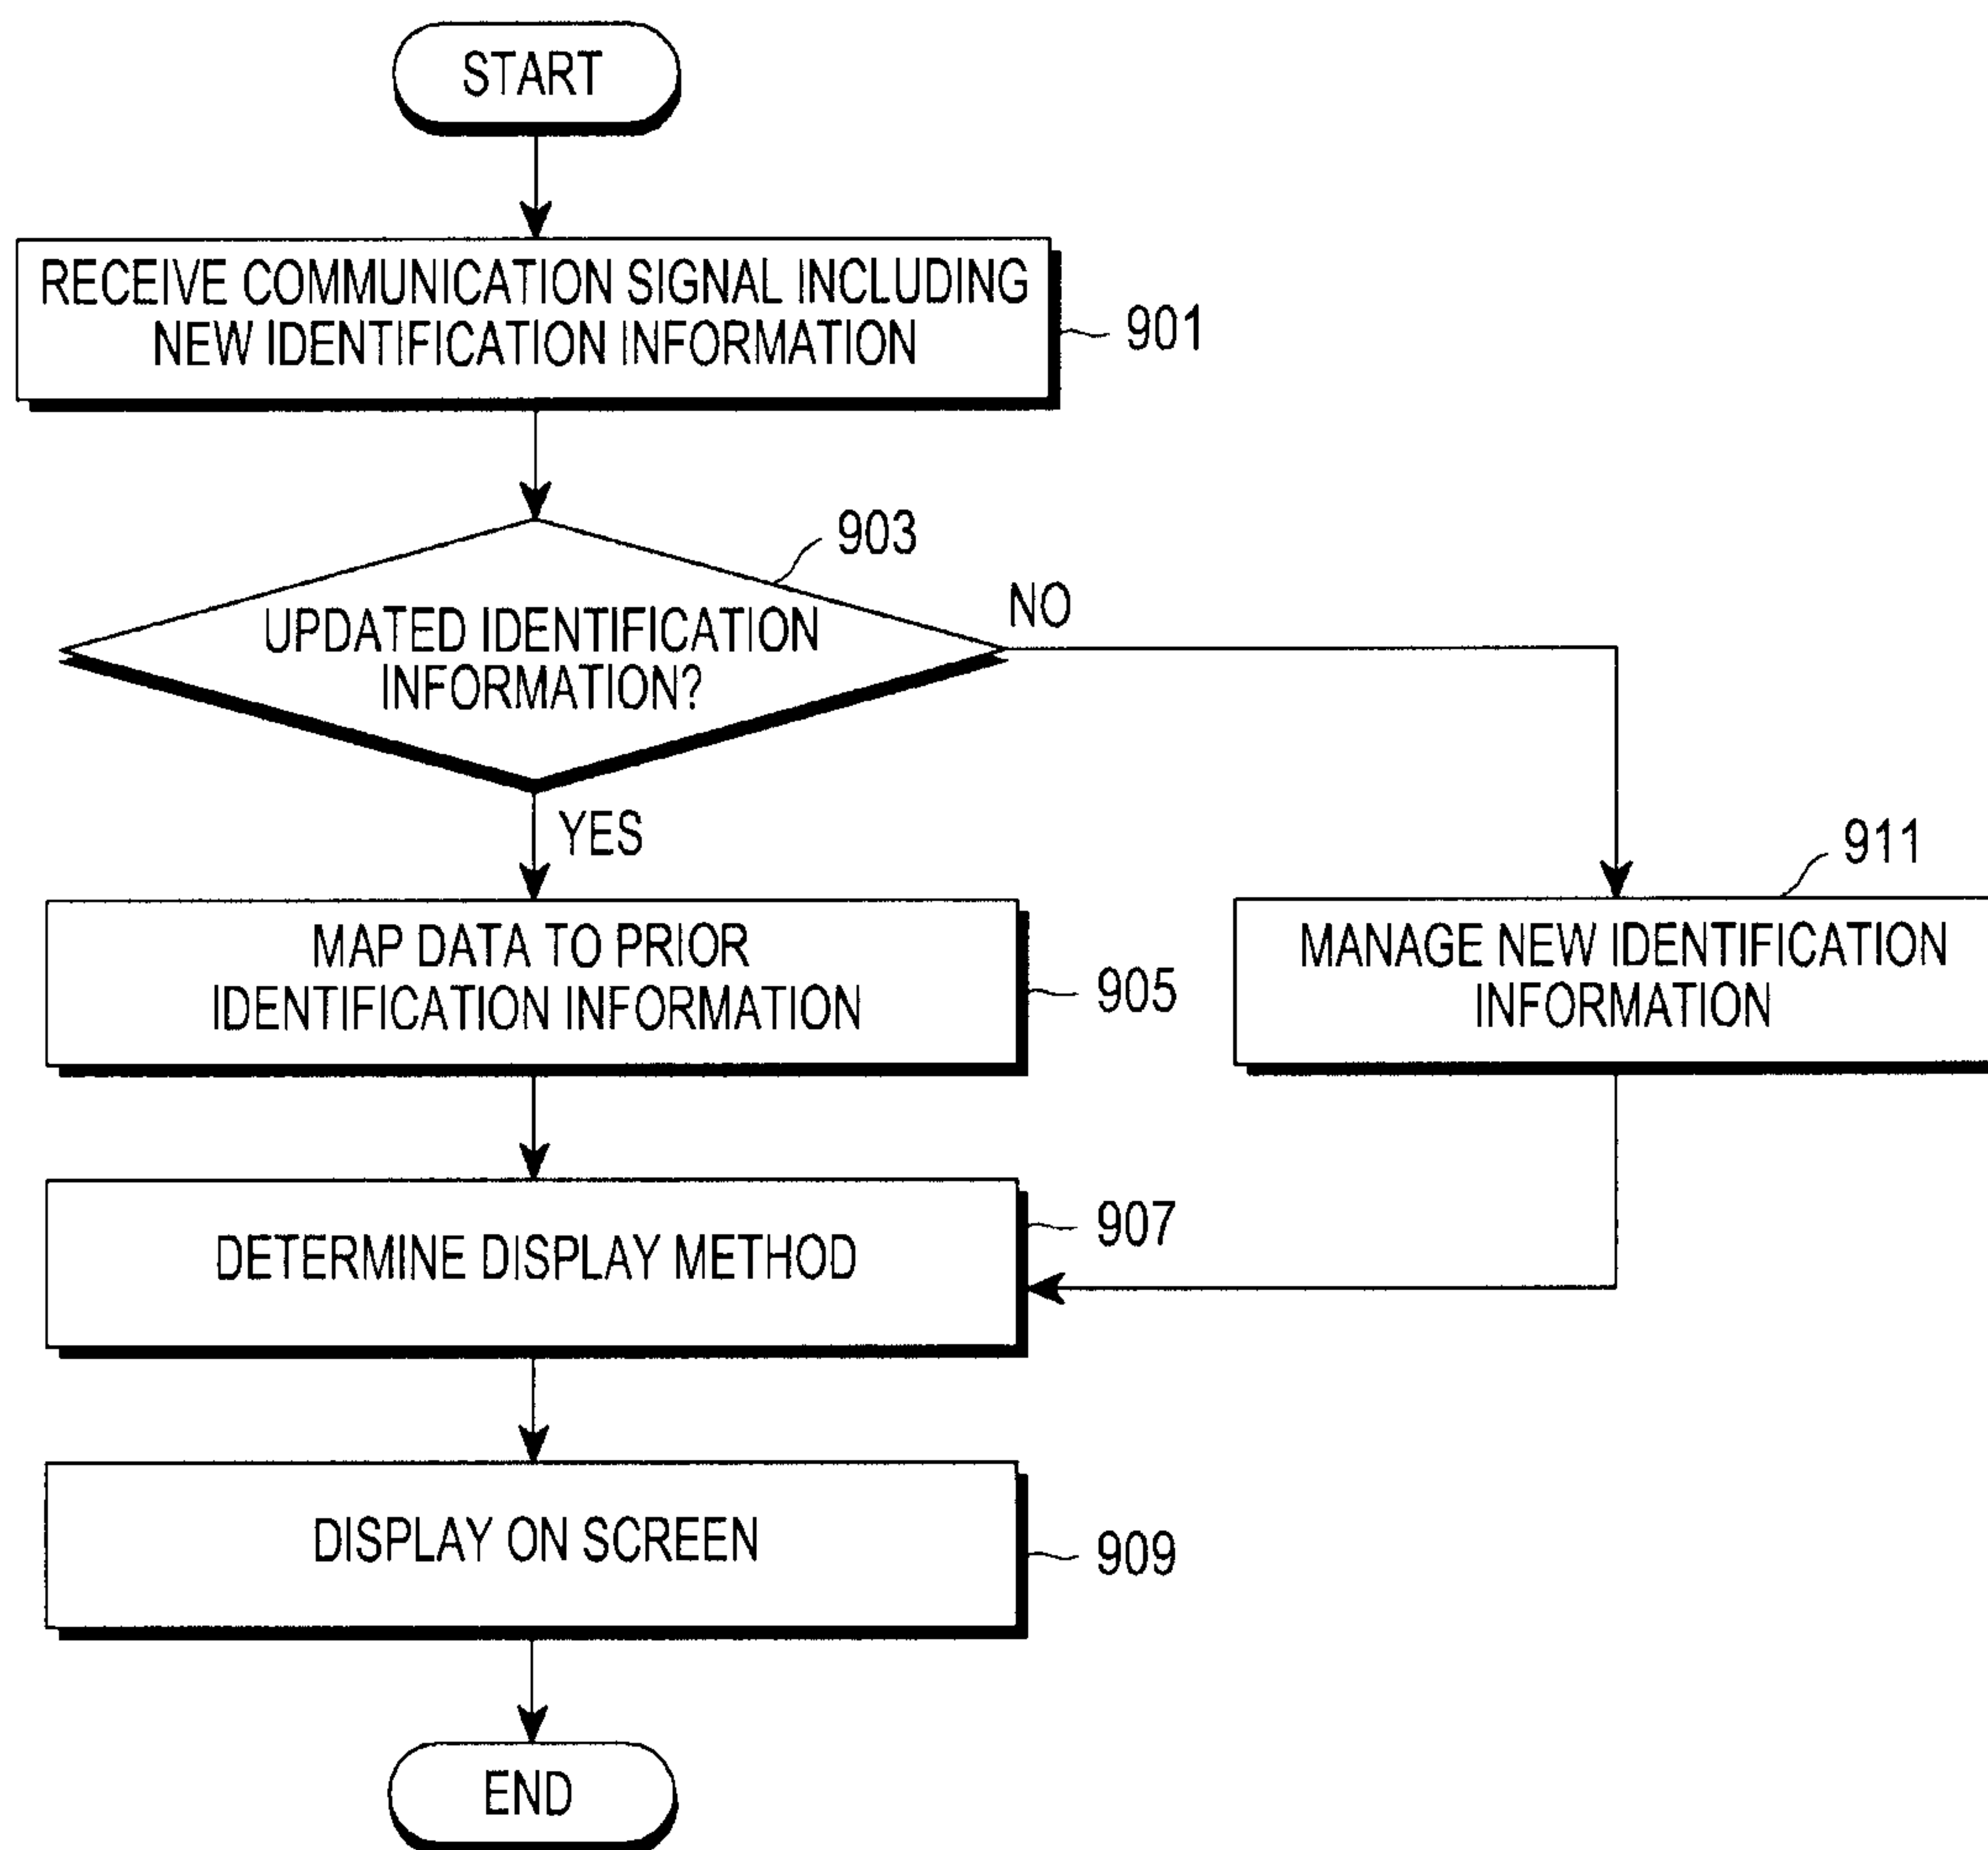 START
RECEIVE COMMUNICATION SIGNAL INCLUDING
NEW IDENTIFICATION INFORMATION
901
903
UPDATED IDENTIFICATION
INFORMATION?
NO
YES
911
MAP DATA TO PRIOR
IDENTIFICATION INFORMATION
905
MANAGE NEW IDENTIFICATION
INFORMATION
DETERMINE DISPLAY METHOD
907
DISPLAY ON SCREEN
909
END